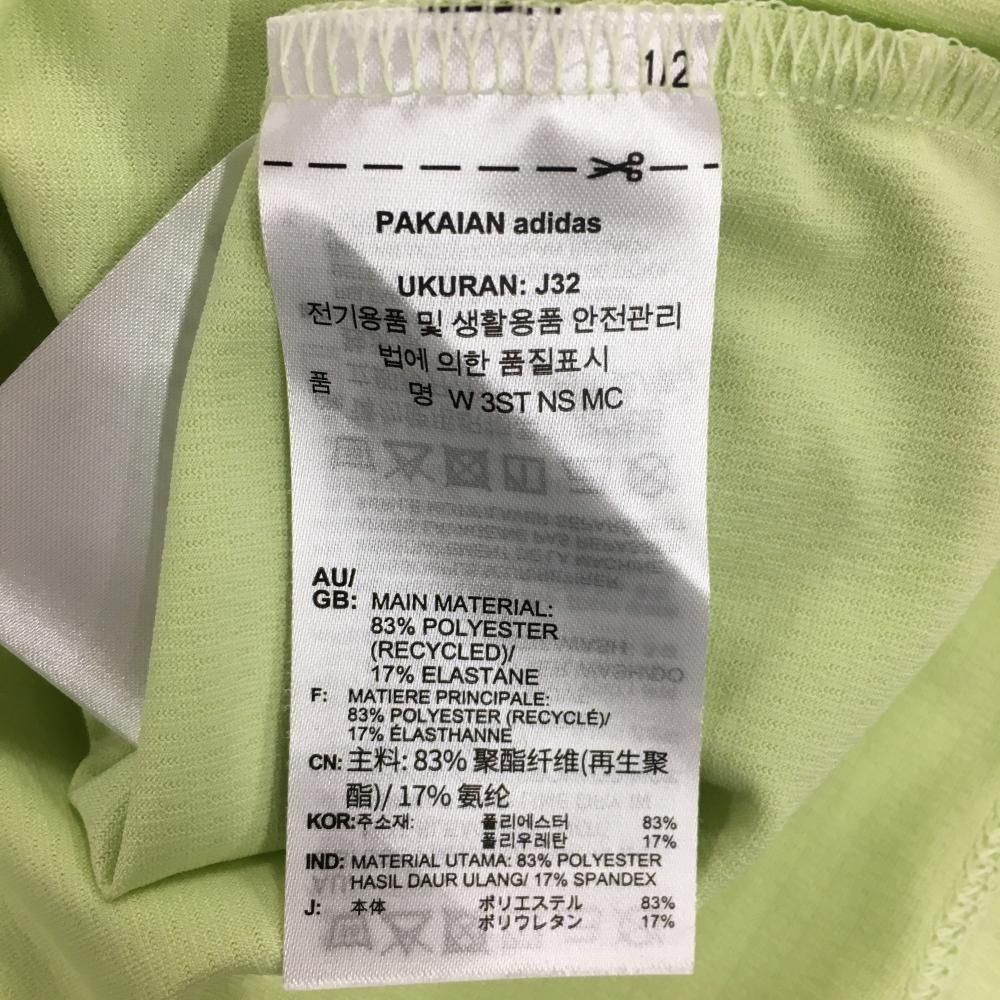 1/2
PAKAIAN adidas
UKURAN: J32
전기용품 및 생활용품 안전관리
법에 의한 품질표시
품 명 W 3ST NS MC
AU/
GB: MAIN MATERIAL:
83% POLYESTER
(RECYCLED)/
17% ELASTANE
F: MATIERE PRINCIPALE:
83% POLYESTER (RECYCLÉ)/
17% ÉLASTHANNE
CN: 主料: 83% 聚酯纤维(再生聚
酯)/ 17% 氨纶
KOR:주소재: 폴리에스터 83%
폴리우레탄 17%
IND: MATERIAL UTAMA: 83% POLYESTER
HASIL DAUR ULANG/ 17% SPANDEX
J: 本体 ポリエステル 83%
ポリウレタン 17%